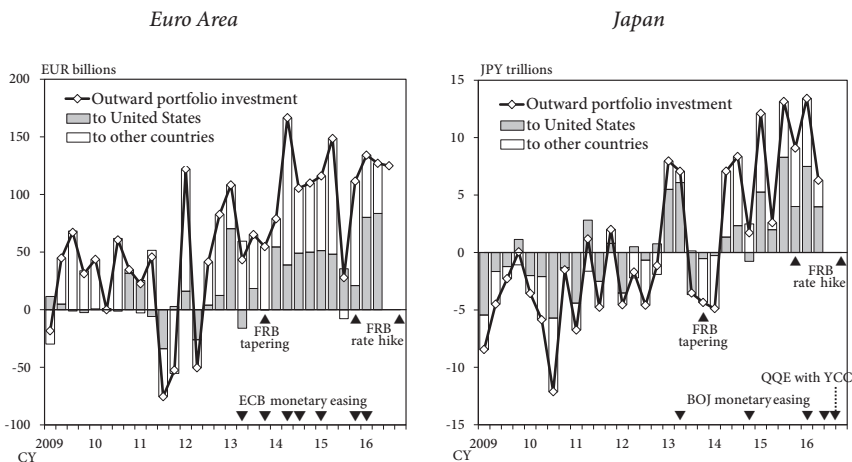 Euro Area
EUR billions
200
150
100
50
0
-50
-100
Outward portfolio investment
to United States
to other countries
FRB
tapering
FRB
rate hike
ECB monetary easing
2009 10 11 12 13 14 15 16
CY
Japan
JPY trillions
15
10
5
0
-5
-10
-15
Outward portfolio investment
to United States
to other countries
FRB
tapering
FRB
rate hike
QQE with YCC
BOJ monetary easing
2009 10 11 12 13 14 15 16
CY